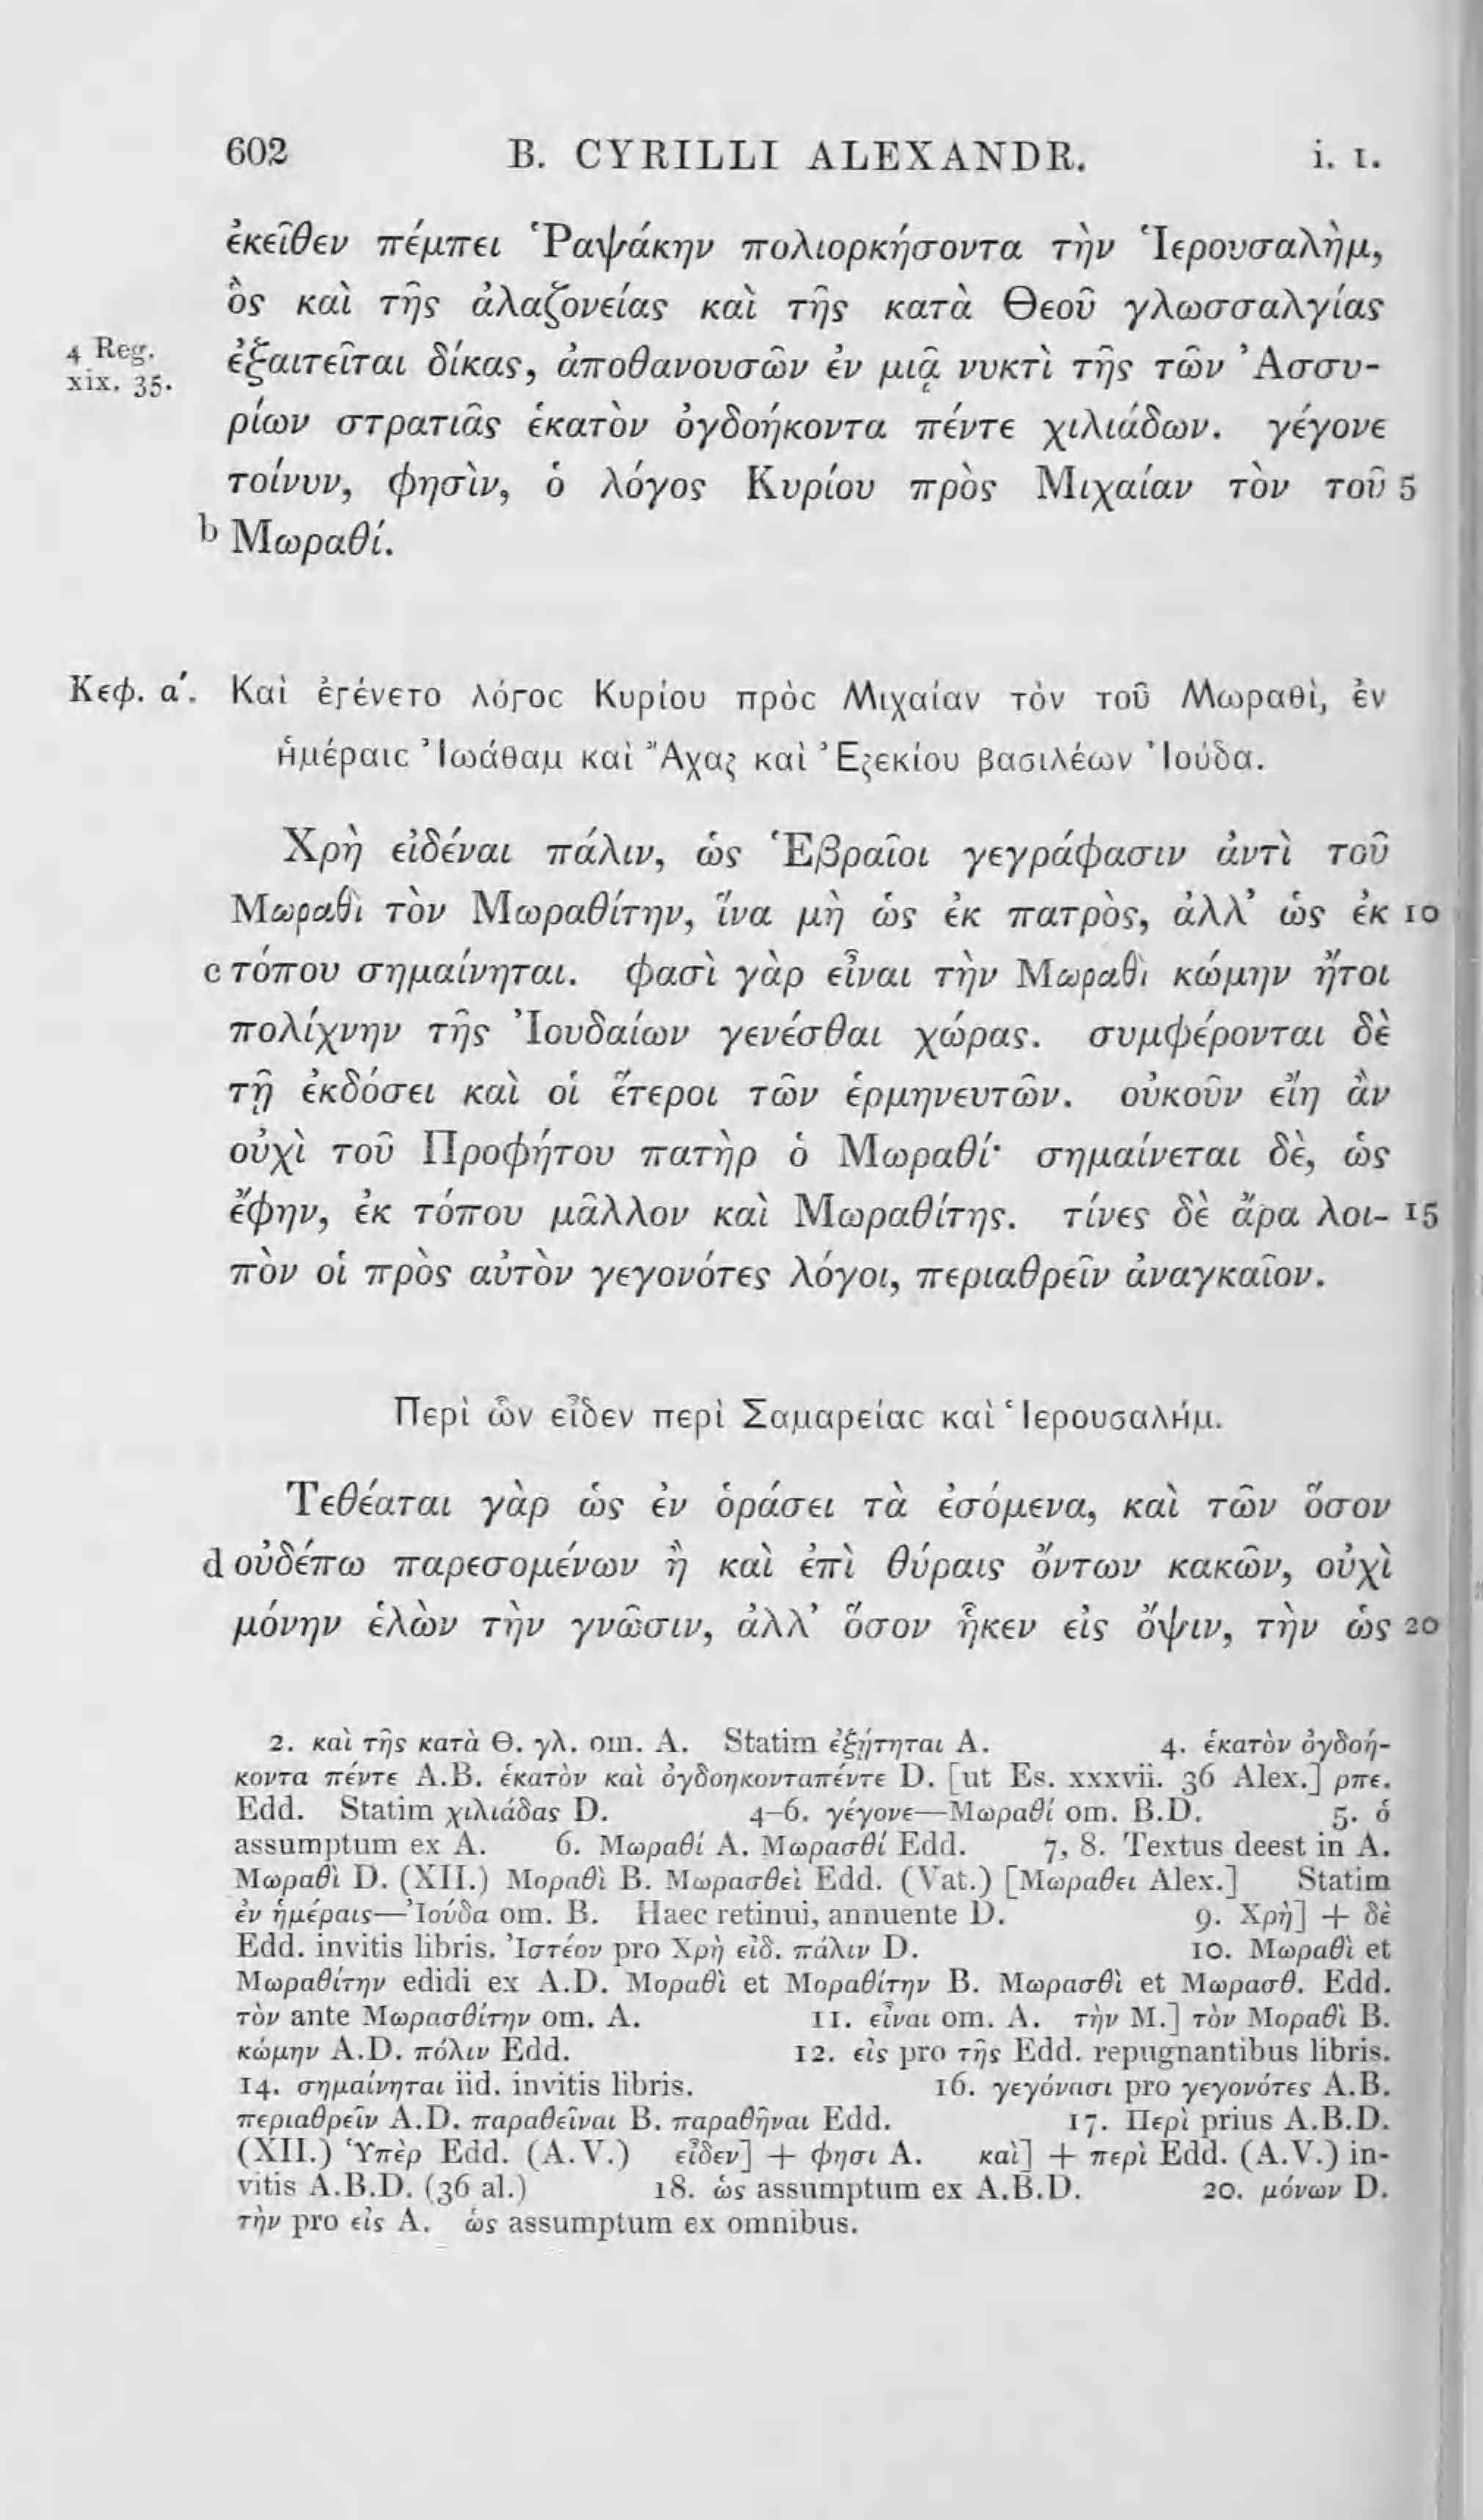 602 B. CYRILLI ALEXANDR. i. 1.
ἐκεῖθεν πέμπει Ῥαψάκην πολιορκήσοντα τὴν Ἱερουσαλὴμ,
ὃς καὶ τῆς ἀλαζονείας καὶ τῆς κατὰ Θεοῦ γλωσσαλγίας
4 Reg. xix. 35. ἐξαιτεῖται δίκας, ἀποθανουσῶν ἐν μιᾷ νυκτὶ τῆς τῶν Ἀσσυ-
ρίων στρατιᾶς ἑκατὸν ὀγδοήκοντα πέντε χιλιάδων. γέγονε
τοίνυν, φησὶν, ὁ λόγος Κυρίου πρὸς Μιχαίαν τὸν τοῦ 5
b Μωραθί.
Κεφ. α΄. Καὶ ἐγένετο λόγος Κυρίου πρὸς Μιχαίαν τὸν τοῦ Μωραθὶ, ἐν
ἡμέραις Ἰωάθαμ καὶ Ἄχαζ καὶ Ἐζεκίου βασιλέων Ἰούδα.
Χρὴ εἰδέναι πάλιν, ὡς Ἑβραῖοι γεγράφασιν ἀντὶ τοῦ
Μωραθὶ τὸν Μωραθίτην, ἵνα μὴ ὡς ἐκ πατρὸς, ἀλλ’ ὡς ἐκ 10
c τόπου σημαίνηται. φασὶ γὰρ εἶναι τὴν Μωραθὶ κώμην ἤτοι
πολίχνην τῆς Ἰουδαίων γενέσθαι χώρας. συμφέρονται δὲ
τῇ ἐκδόσει καὶ οἱ ἕτεροι τῶν ἑρμηνευτῶν. οὐκοῦν εἴη ἂν
οὐχὶ τοῦ Προφήτου πατὴρ ὁ Μωραθί· σημαίνεται δὲ, ὡς
ἔφην, ἐκ τόπου μᾶλλον καὶ Μωραθίτης. τίνες δὲ ἄρα λοι- 15
πὸν οἱ πρὸς αὐτὸν γεγονότες λόγοι, περιαθρεῖν ἀναγκαῖον.
Περὶ ὧν εἶδεν περὶ Σαμαρείας καὶ Ἱερουσαλήμ.
Τεθέαται γὰρ ὡς ἐν ὁράσει τὰ ἐσόμενα, καὶ τῶν ὅσον
d οὐδέπω παρεσομένων ἢ καὶ ἐπὶ θύραις ὄντων κακῶν, οὐχὶ
μόνην ἑλὼν τὴν γνῶσιν, ἀλλ’ ὅσον ἧκεν εἰς ὄψιν, τὴν ὡς 20
2. καὶ τῆς κατὰ Θ. γλ. om. A. Statim ἐξῄτηται A. 4. ἑκατὸν ὀγδοή-
κοντα πέντε A.B. ἑκατὸν καὶ ὀγδοηκονταπέντε D. [ut Es. xxxvii. 36 Alex.] ρπε.
Edd. Statim χιλιάδας D. 4-6. γέγονε—Μωραθί om. B.D. 5. ὁ
assumptum ex A. 6. Μωραθί A. Μωρασθί Edd. 7, 8. Textus deest in A.
Μωραθὶ D. (XII.) Μοραθὶ B. Μωρασθεὶ Edd. (Vat.) [Μωραθει Alex.] Statim
ἐν ἡμέραις—Ἰούδα om. B. Haec retinui, annuente D. 9. Χρὴ] + δὲ
Edd. invitis libris. Ἰστέον pro Χρὴ εἰδ. πάλιν D. 10. Μωραθὶ et
Μωραθίτην edidi ex A.D. Μοραθὶ et Μοραθίτην B. Μωρασθὶ et Μωρασθ. Edd.
τὸν ante Μωρασθίτην om. A. 11. εἶναι om. A. τὴν Μ.] τὸν Μοραθὶ B.
κώμην A.D. πόλιν Edd. 12. εἰς pro τῆς Edd. repugnantibus libris.
14. σημαίνηται iid. invitis libris. 16. γεγόνασι pro γεγονότες A.B.
περιαθρεῖν A.D. παραθεῖναι B. παραθῆναι Edd. 17. Περὶ prius A.B.D.
(XII.) Ὑπὲρ Edd. (A.V.) εἶδεν] + φησι A. καὶ] + περὶ Edd. (A.V.) in-
vitis A.B.D. (36 al.) 18. ὡς assumptum ex A.B.D. 20. μόνων D.
τὴν pro εἰς A. ὡς assumptum ex omnibus.